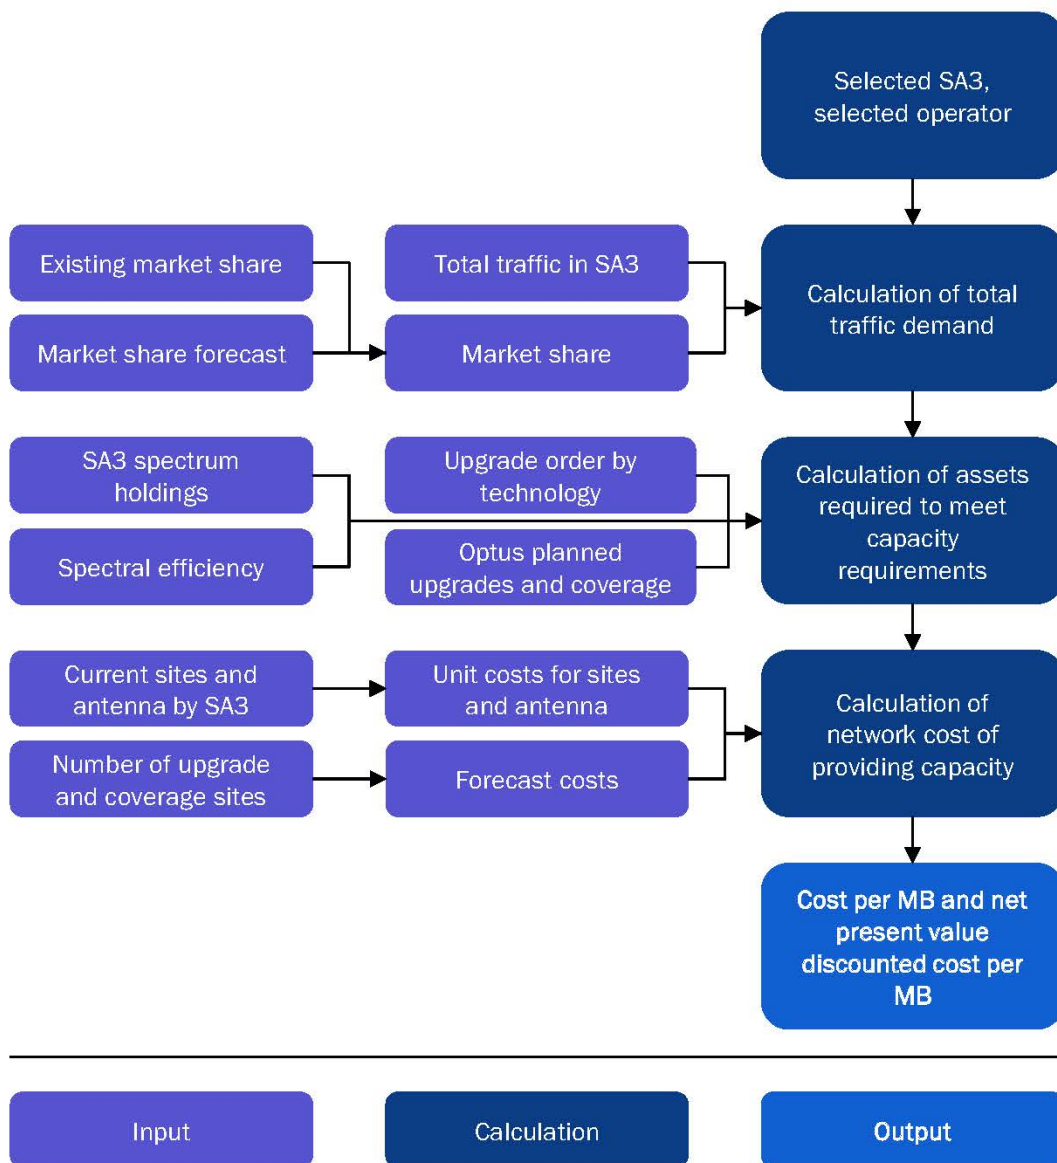 Selected SA3,
selected operator
Existing market share
Total traffic in SA3
Calculation of total
traffic demand
Market share forecast
Market share
SA3 spectrum
holdings
Upgrade order by
technology
Calculation of assets
required to meet
capacity
requirements
Spectral efficiency
Optus planned
upgrades and coverage
Current sites and
antenna by SA3
Unit costs for sites
and antenna
Calculation of
network cost of
providing capacity
Number of upgrade
and coverage sites
Forecast costs
Cost per MB and net
present value
discounted cost per
MB
Input
Calculation
Output